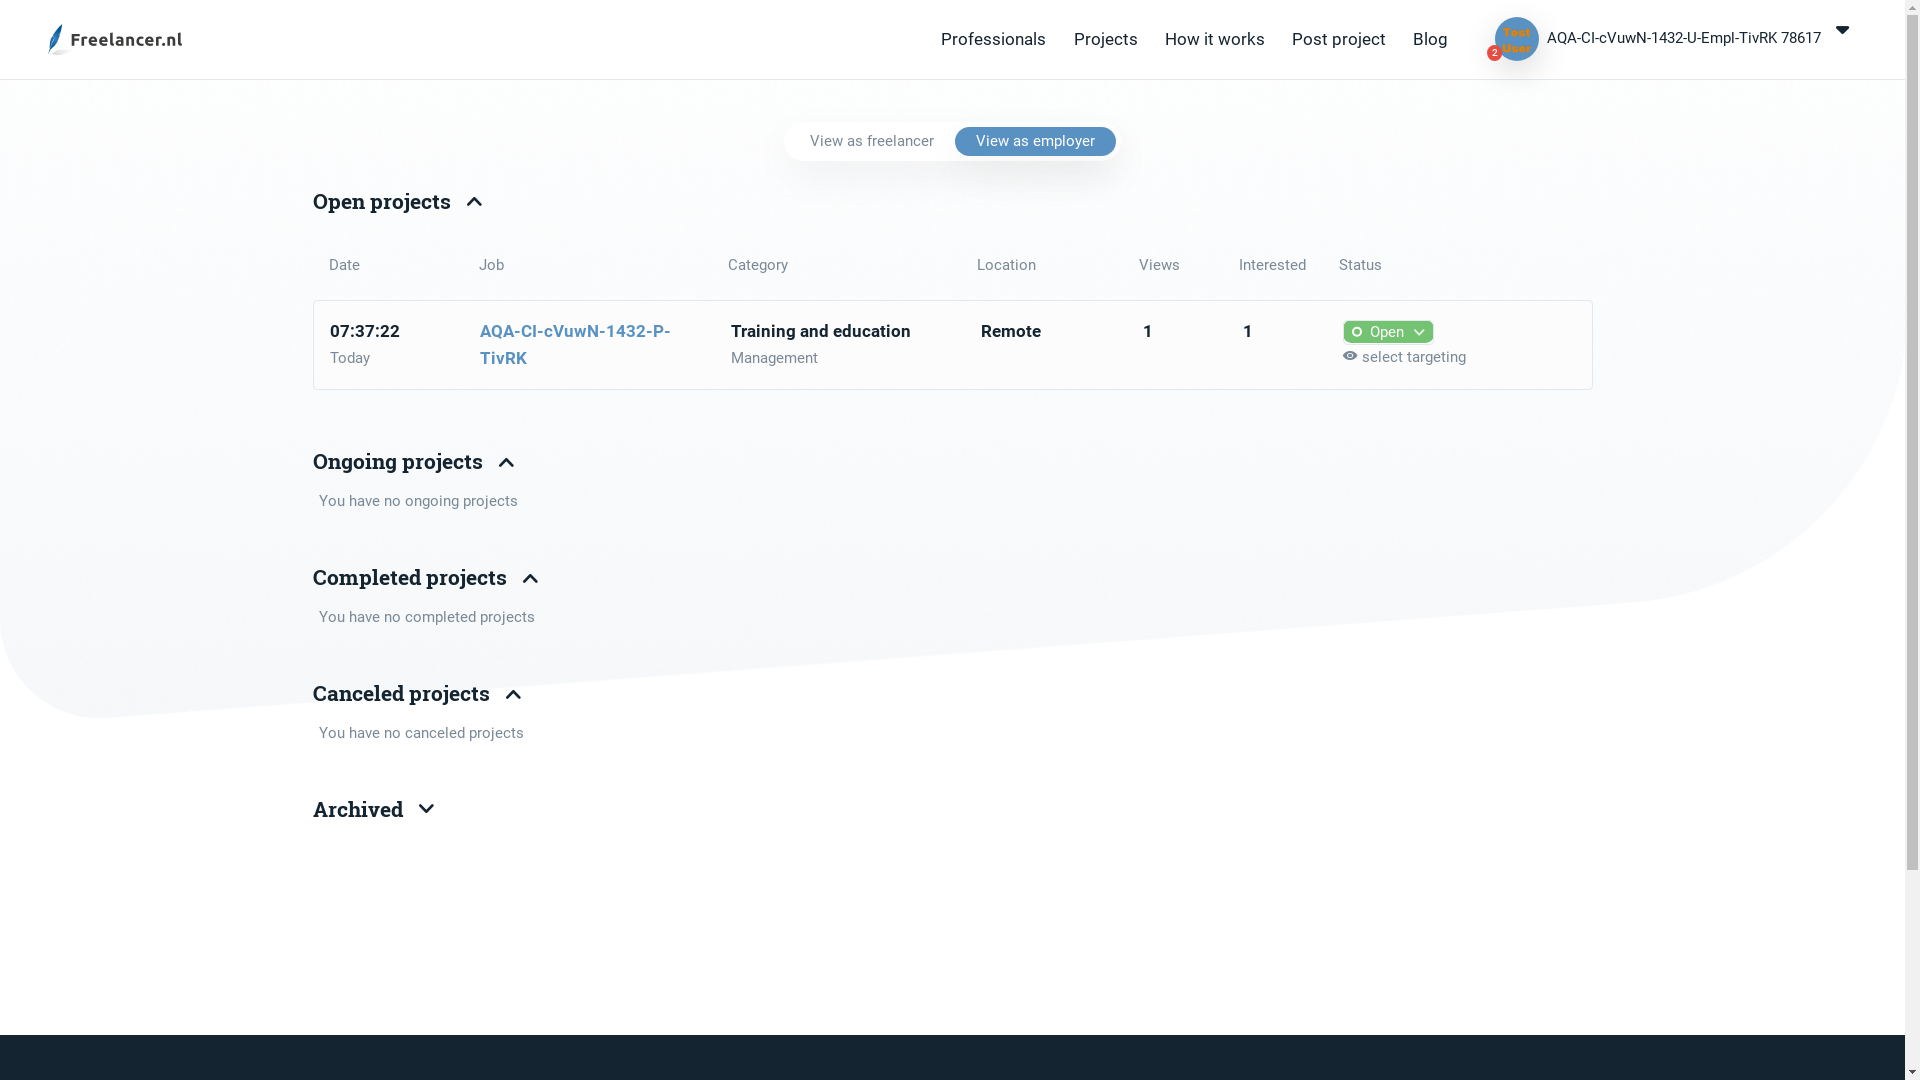 Freelancer.nl
Professionals
Projects
How it works
Post project
Blog
Test
User
2
AQA-CI-cVuwN-1432-U-Empl-TivRK 78617
View as freelancer
View as employer
Open projects
Date
Job
Category
Location
Views
Interested
Status
07:37:22
Today
AQA-CI-cVuwN-1432-P-
TivRK
Training and education
Management
Remote
1
1
Open
select targeting
Ongoing projects
You have no ongoing projects
Completed projects
You have no completed projects
Canceled projects
You have no canceled projects
Archived